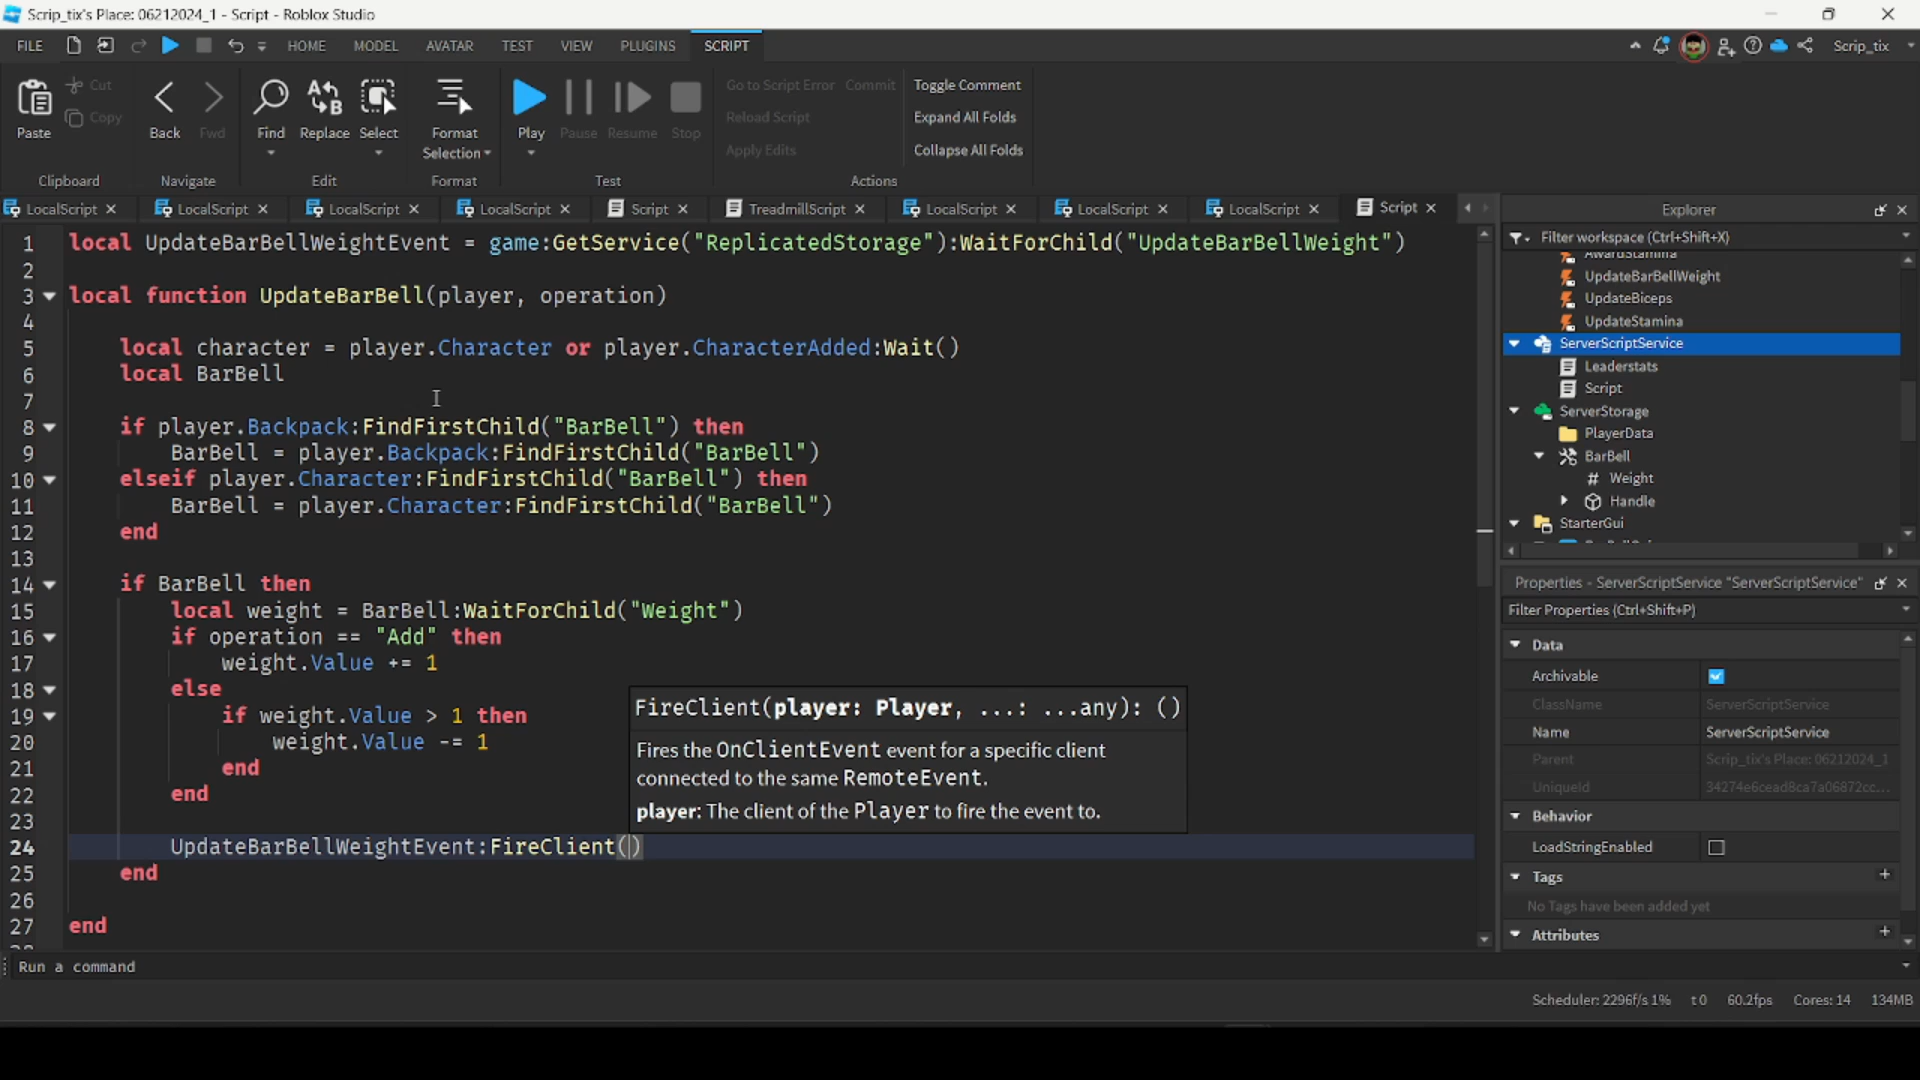 Scrip_tix's Place: 06212024_1 - Script - Roblox Studio
FILE HOME MODEL AVATAR TEST VIEW PLUGINS SCRIPT Scrip_tix
Paste Cut Copy Back Fwd Find Replace Select Format Selection Play Pause Resume Stop
Go to Script Error Commit Toggle Comment
Reload Script Expand All Folds
Apply Edits Collapse All Folds
Clipboard Navigate Edit Format Test Actions
LocalScript LocalScript LocalScript LocalScript Script TreadmillScript LocalScript LocalScript LocalScript Script
1 local UpdateBarBellWeightEvent = game:GetService("ReplicatedStorage"):WaitForChild("UpdateBarBellWeight")
2
3 local function UpdateBarBell(player, operation)
4
5 local character = player.Character or player.CharacterAdded:Wait()
6 local BarBell
7
8 if player.Backpack:FindFirstChild("BarBell") then
9 BarBell = player.Backpack:FindFirstChild("BarBell")
10 elseif player.Character:FindFirstChild("BarBell") then
11 BarBell = player.Character:FindFirstChild("BarBell")
12 end
13
14 if BarBell then
15 local weight = BarBell:WaitForChild("Weight")
16 if operation == "Add" then
17 weight.Value += 1
18 else
19 if weight.Value > 1 then
20 weight.Value -= 1
21 end
22 end
23
24 UpdateBarBellWeightEvent:FireClient()
25 end
26
27 end
28
FireClient(player: Player, ...: ...any): ()
Fires the OnClientEvent event for a specific client
connected to the same RemoteEvent.
player: The client of the Player to fire the event to.
Run a command
Explorer
Filter workspace (Ctrl+Shift+X)
AwardStamina
UpdateBarBellWeight
UpdateBiceps
UpdateStamina
ServerScriptService
Leaderstats
Script
ServerStorage
PlayerData
BarBell
# Weight
Handle
StarterGui
Properties - ServerScriptService "ServerScriptService"
Filter Properties (Ctrl+Shift+P)
Data
Archivable
ClassName ServerScriptService
Name ServerScriptService
Parent Scrip_tix's Place: 06212024_1
UniqueId 34274e6cead8ca7a06872cc...
Behavior
LoadStringEnabled
Tags +
No Tags have been added yet
Attributes +
Scheduler: 2296f/s 1% t0 60.2fps Cores: 14 134MB